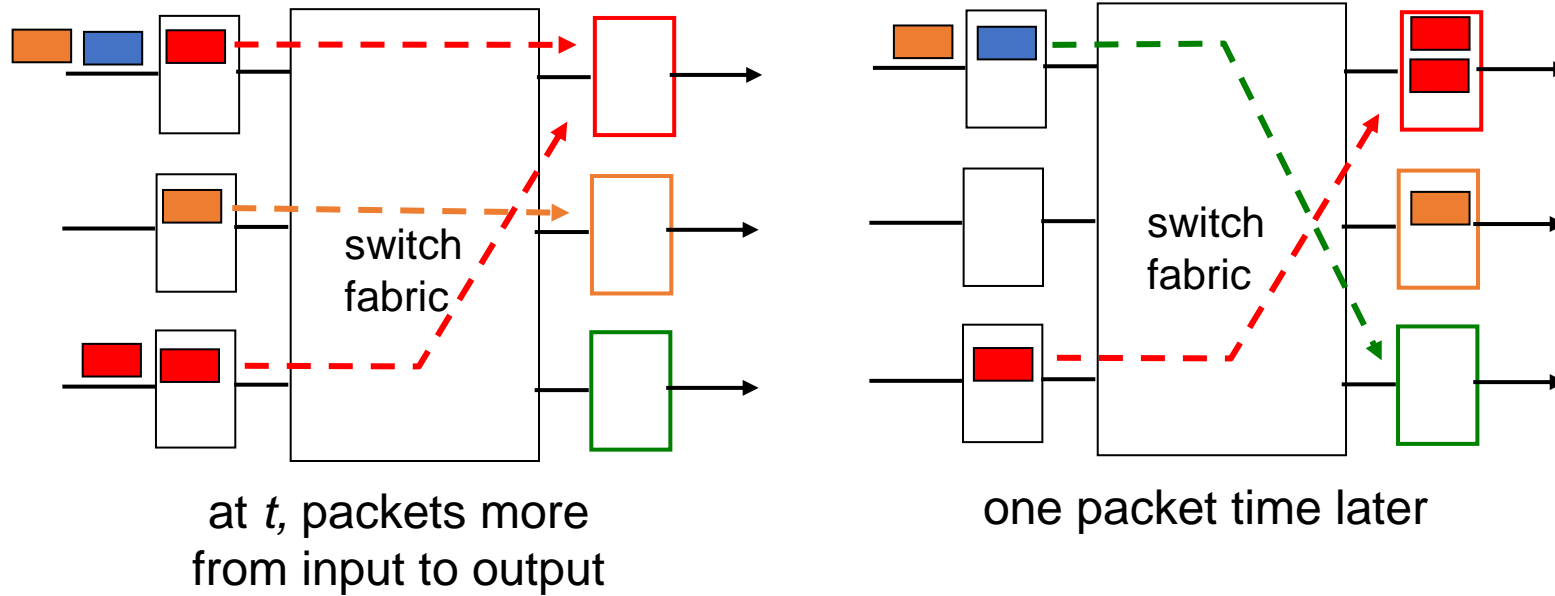 switch
fabric
switch
fabric
at t, packets more
from input to output
one packet time later